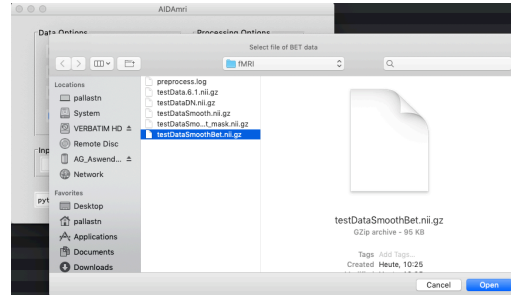 AIDAmri
Data Options
Processing Options
Select file of BET data
fMRI
Locations
pallastn
System
VERBATIM HD
Remote Disc
AG_Aswend...
Network
Favorites
Desktop
pallastn
Applications
Documents
Downloads
preprocess.log
testData.6.1.nii.gz
testDataDN.nii.gz
testDataSmooth.nii.gz
testDataSmo...t_mask.nii.gz
testDataSmoothBet.nii.gz
testDataSmoothBet.nii.gz
GZip archive - 95 KB
Tags Add Tags...
Created Heute, 10:25
Inp
pyt
Cancel
Open